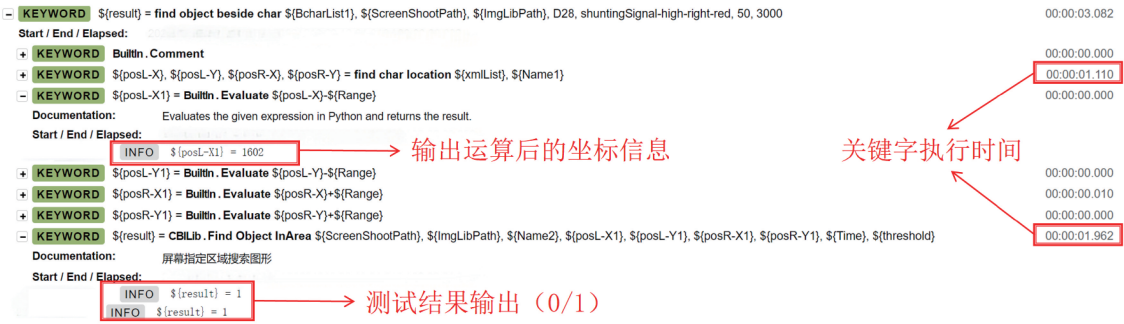 KEYWORD ${result} = find object beside char ${BcharList1}, ${ScreenShootPath}, ${ImgLibPath}, D28, shuntingSignal-high-right-red, 50, 3000 00:00:03.082
Start / End / Elapsed:
KEYWORD BuiltIn.Comment 00:00:00.000
KEYWORD ${posL-X}, ${posL-Y}, ${posR-X}, ${posR-Y} = find char location ${xmlList}, ${Name1} 00:00:01.110
KEYWORD ${posL-X1} = BuiltIn.Evaluate ${posL-X}-${Range} 00:00:00.000
Documentation: Evaluates the given expression in Python and returns the result.
Start / End / Elapsed:
INFO ${posL-X1} = 1602
输出运算后的坐标信息
关键字执行时间
KEYWORD ${posL-Y1} = BuiltIn.Evaluate ${posL-Y}-${Range} 00:00:00.000
KEYWORD ${posR-X1} = BuiltIn.Evaluate ${posR-X}+${Range} 00:00:00.010
KEYWORD ${posR-Y1} = BuiltIn.Evaluate ${posR-Y}+${Range} 00:00:00.000
KEYWORD ${result} = CBILib.Find Object InArea ${ScreenShootPath}, ${ImgLibPath}, ${Name2}, ${posL-X1}, ${posL-Y1}, ${posR-X1}, ${posR-Y1}, ${Time}, ${threshold} 00:00:01.962
Documentation: 屏幕指定区域搜索图形
Start / End / Elapsed:
INFO ${result} = 1
INFO ${result} = 1
测试结果输出（0/1）